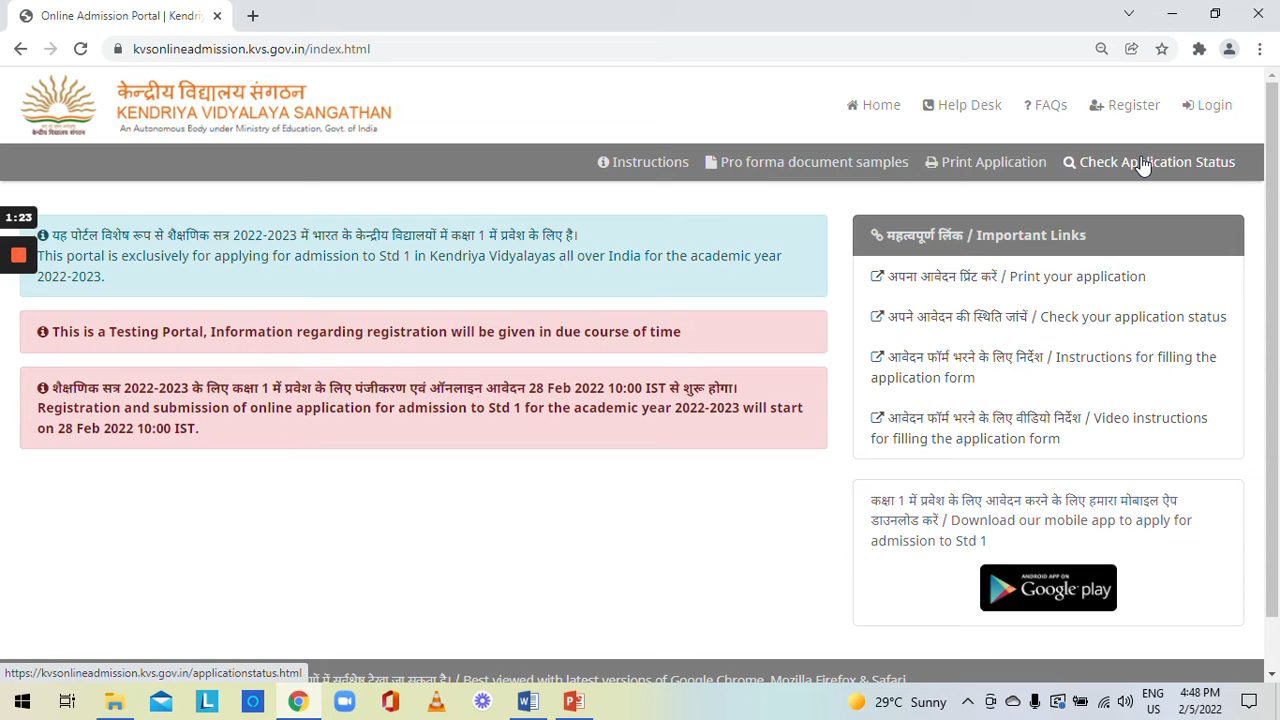 Online Admission Portal | Kendri
kvsonlineadmission.kvs.gov.in/index.html
केन्द्रीय विद्यालय संगठन
KENDRIYA VIDYALAYA SANGATHAN
An Autonomous Body under Ministry of Education, Govt. of India
केन्द्रीय विद्यालय संगठन
Home Help Desk ? FAQs Register Login
Instructions Pro forma document samples Print Application Check Application Status
1:23
यह पोर्टल विशेष रूप से शैक्षणिक सत्र 2022-2023 में भारत के केन्द्रीय विद्यालयों में कक्षा 1 में प्रवेश के लिए है।
This portal is exclusively for applying for admission to Std 1 in Kendriya Vidyalayas all over India for the academic year
2022-2023.
This is a Testing Portal, Information regarding registration will be given in due course of time
शैक्षणिक सत्र 2022-2023 के लिए कक्षा 1 में प्रवेश के लिए पंजीकरण एवं ऑनलाइन आवेदन 28 Feb 2022 10:00 IST से शुरू होगा।
Registration and submission of online application for admission to Std 1 for the academic year 2022-2023 will start
on 28 Feb 2022 10:00 IST.
महत्वपूर्ण लिंक / Important Links
अपना आवेदन प्रिंट करें / Print your application
अपने आवेदन की स्थिति जांचें / Check your application status
आवेदन फॉर्म भरने के लिए निर्देश / Instructions for filling the
application form
आवेदन फॉर्म भरने के लिए वीडियो निर्देश / Video instructions
for filling the application form
कक्षा 1 में प्रवेश के लिए आवेदन करने के लिए हमारा मोबाइल ऐप
डाउनलोड करें / Download our mobile app to apply for
admission to Std 1
ANDROID APP ON
Google play
https://kvsonlineadmission.kvs.gov.in/applicationstatus.html
में सर्वश्रेष्ठ देखा जा सकता है। / Best viewed with latest versions of Google Chrome, Mozilla Firefox & Safari
29°C Sunny
ENG
US
4:48 PM
2/5/2022